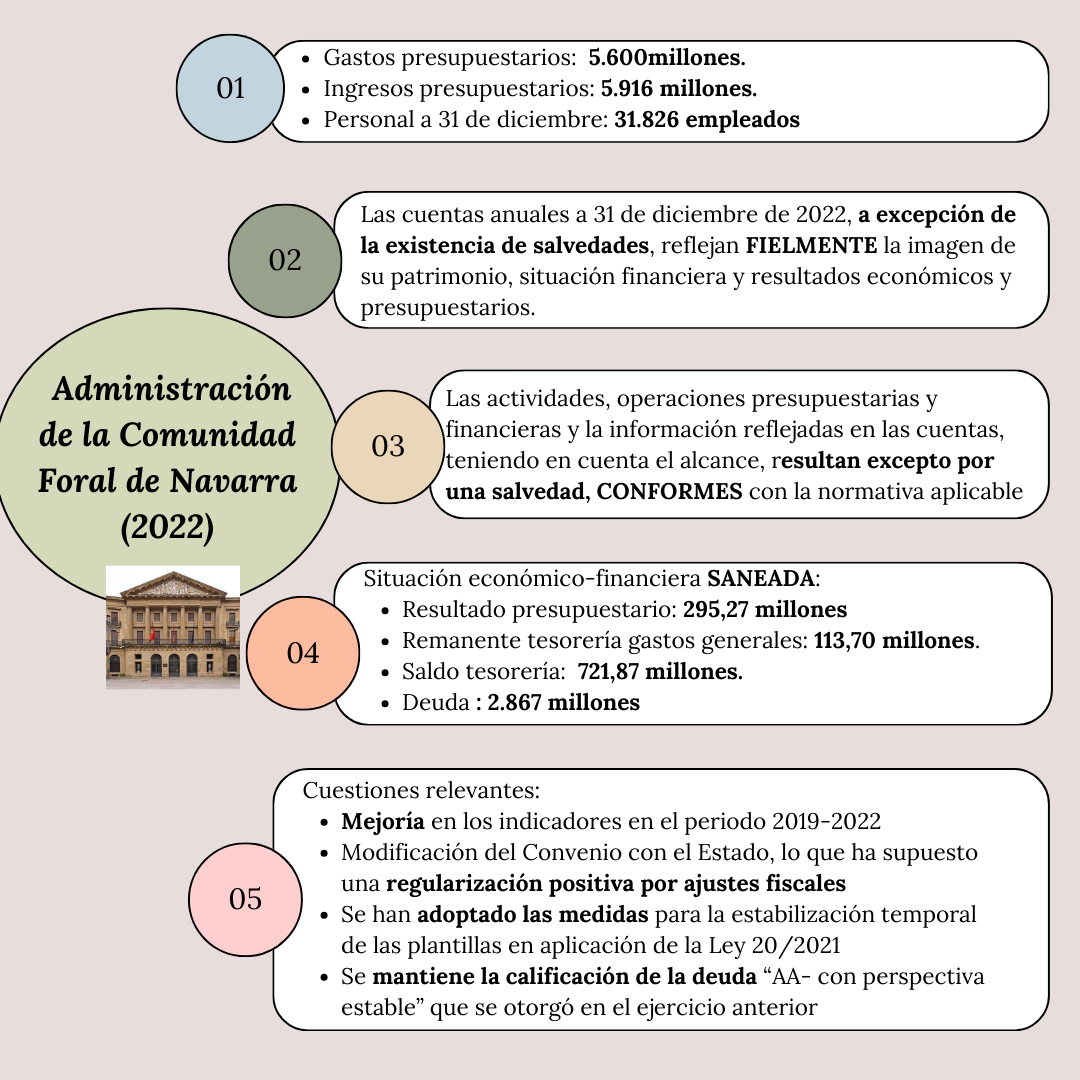 01
Gastos presupuestarios: 5.600millones.
Ingresos presupuestarios: 5.916 millones.
Personal a 31 de diciembre: 31.826 empleados
02
Las cuentas anuales a 31 de diciembre de 2022, a excepción de
la existencia de salvedades, reflejan FIELMENTE la imagen de
su patrimonio, situación financiera y resultados económicos y
presupuestarios.
Administración
de la Comunidad
Foral de Navarra
(2022)
03
Las actividades, operaciones presupuestarias y
financieras y la información reflejadas en las cuentas,
teniendo en cuenta el alcance, resultan excepto por
una salvedad, CONFORMES con la normativa aplicable
04
Situación económico-financiera SANEADA:
Resultado presupuestario: 295,27 millones
Remanente tesorería gastos generales: 113,70 millones.
Saldo tesorería: 721,87 millones.
Deuda : 2.867 millones
05
Cuestiones relevantes:
Mejoría en los indicadores en el periodo 2019-2022
Modificación del Convenio con el Estado, lo que ha supuesto
una regularización positiva por ajustes fiscales
Se han adoptado las medidas para la estabilización temporal
de las plantillas en aplicación de la Ley 20/2021
Se mantiene la calificación de la deuda “AA- con perspectiva
estable” que se otorgó en el ejercicio anterior